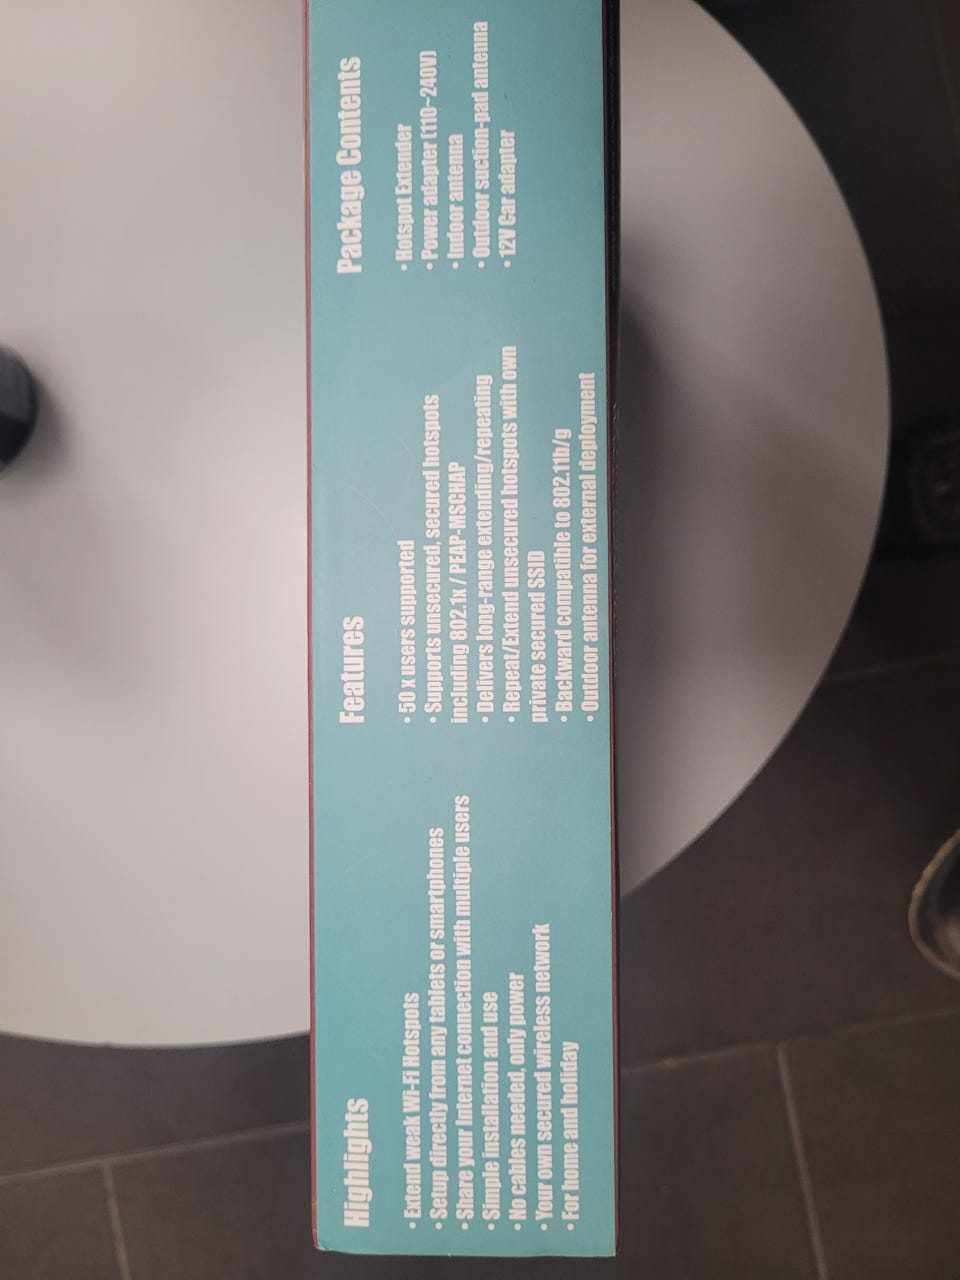 Highlights
• Extend weak Wi-Fi Hotspots
• Setup directly from any tablets or smartphones
• Share your Internet connection with multiple users
• Simple installation and use
• No cables needed, only power
• Your own secured wireless network
• For home and holiday
Features
• 50 x users supported
• Supports unsecured, secured hotspots
including 802.1x / PEAP-MSCHAP
• Delivers long-range extending/repeating
• Repeat/Extend unsecured hotspots with own
private secured SSID
• Backward compatible to 802.11b/g
• Outdoor antenna for external deployment
Package Contents
• Hotspot Extender
• Power adapter (110~240V)
• Indoor antenna
• Outdoor suction-pad antenna
• 12V Car adapter